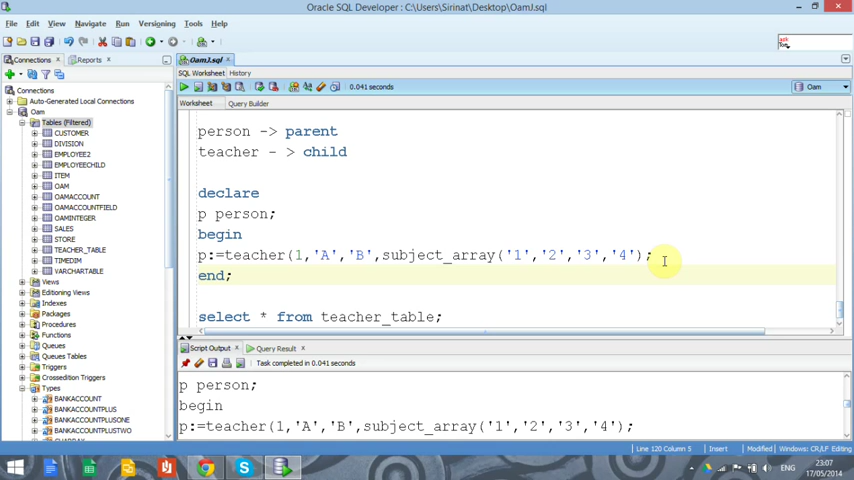 Oracle SQL Developer : C:\Users\Sirinat\Desktop\OamJ.sql
File Edit View Navigate Run Versioning Tools Help
Connections Reports OamJ.sql
SQL Worksheet History
0.041 seconds Oam
Worksheet Query Builder
Connections
Auto-Generated Local Connections
Oam
Tables (Filtered)
CUSTOMER
DIVISION
EMPLOYEE2
EMPLOYEECHILD
ITEM
OAM
OAMACCOUNT
OAMACCOUNTFIELD
OAMINTEGER
SALES
STORE
TEACHER_TABLE
TIMEDIM
VARCHARTABLE
Views
Editioning Views
Indexes
Packages
Procedures
Functions
Queues
Queues Tables
Triggers
Crossedition Triggers
Types
BANKACCOUNT
BANKACCOUNTPLUS
BANKACCOUNTPLUSONE
BANKACCOUNTPLUSTWO
person -> parent
teacher - > child
declare
p person;
begin
p:=teacher(1,'A','B',subject_array('1','2','3','4');
end;
select * from teacher_table;
Script Output Query Result
Task completed in 0.041 seconds
p person;
begin
p:=teacher(1,'A','B',subject_array('1','2','3','4');
Line 120 Column 5 Insert Modified Windows: CR/LF Editing
ENG
23:07
17/05/2014